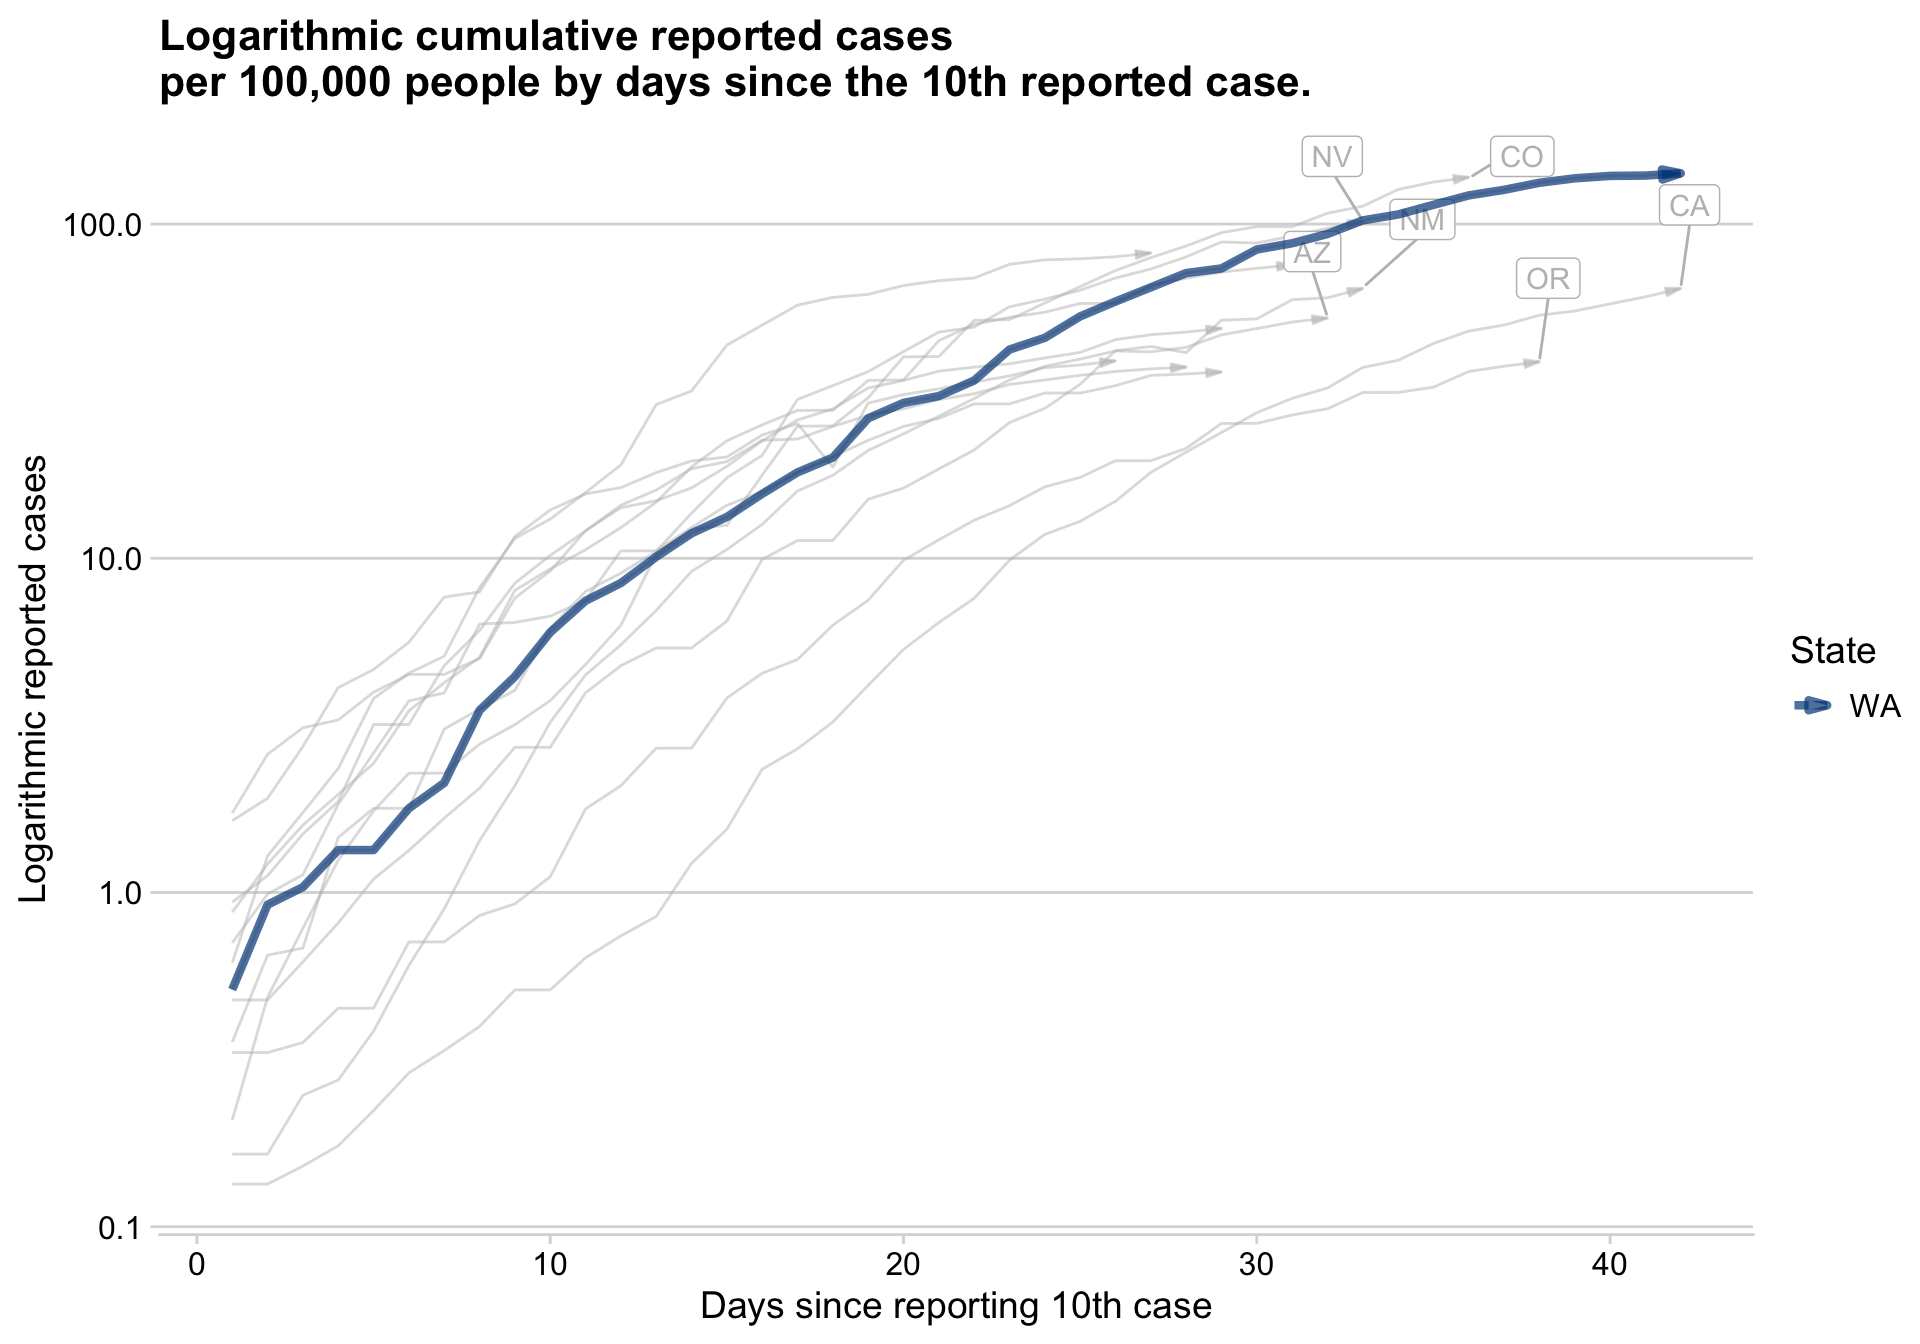 Logarithmic cumulative reported cases
per 100,000 people by days since the 10th reported case.
NV
CO
CA
NM
AZ
OR
100.0
10.0
1.0
0.1
Logarithmic reported cases
State
WA
0
10
20
30
40
Days since reporting 10th case